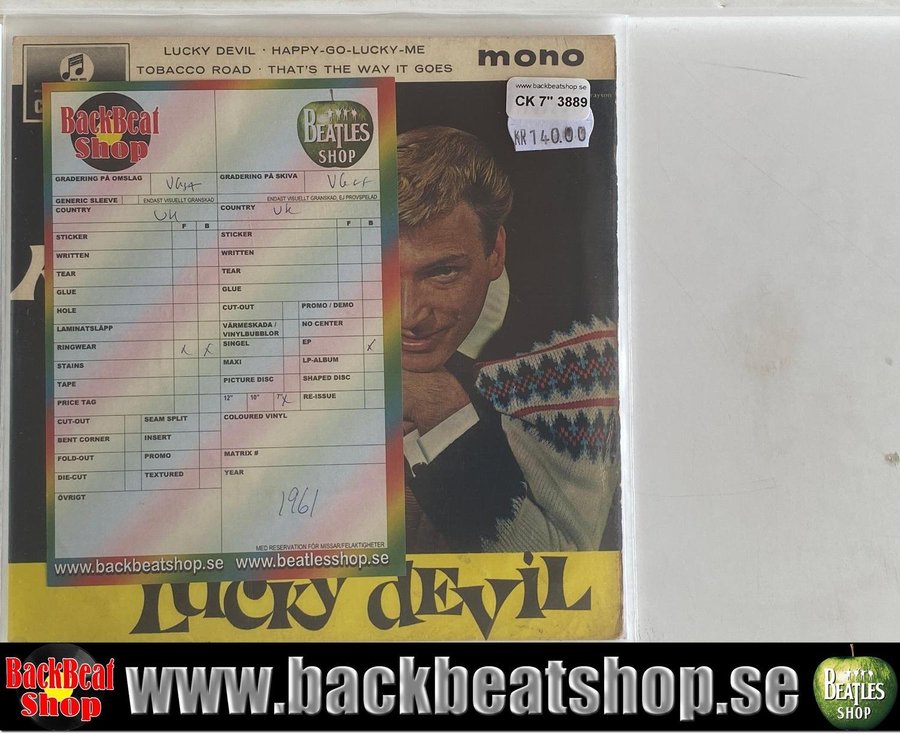 LUCKY DEVIL · HAPPY-GO-LUCKY-ME
TOBACCO ROAD · THAT'S THE WAY IT GOES
mono
www.backbeatshop.se
CK 7" 3889
KR 140.00
BackBeat
Shop
BEATLES
SHOP
GRADERING PÅ OMSLAG
GRADERING PÅ SKIVA
GENERIC SLEEVE
ENDAST VISUELLT GRANSKAD
ENDAST VISUELLT GRANSKAD, EJ PROVSPELAD
COUNTRY UK
COUNTRY UK
F B
F B
STICKER
STICKER
WRITTEN
WRITTEN
TEAR
TEAR
GLUE
GLUE
HOLE
CUT-OUT
PROMO / DEMO
LAMINATSLÄPP
VÄRMESKADA /
VINYLBUBBLOR
NO CENTER
RINGWEAR x x
SINGEL
EP x
STAINS
MAXI
LP-ALBUM
TAPE
PICTURE DISC
SHAPED DISC
PRICE TAG
12" 10" 7" x
RE-ISSUE
CUT-OUT
SEAM SPLIT
COLOURED VINYL
BENT CORNER
INSERT
FOLD-OUT
PROMO
MATRIX #
DIE-CUT
TEXTURED
YEAR
ÖVRIGT
1961
MED RESERVATION FÖR MISSAR/FELAKTIGHETER
www.backbeatshop.se www.beatlesshop.se
LUCKY DEVIL
BackBeat
Shop
www.backbeatshop.se
BEATLES
SHOP